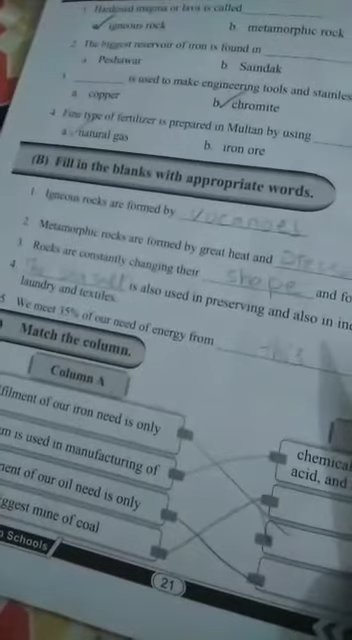 1 Hardened magma or lava is called
igneous rock b. metamorphic rock
2 The biggest reservoir of iron is found in
a Peshawar b Saindak
3. is used to make engineering tools and stainles
a. copper b. chromite
4 Fine type of fertilizer is prepared in Multan by using
a. natural gas b. iron ore
(B) Fill in the blanks with appropriate words.
1 Igneous rocks are formed by
2 Metamorphic rocks are formed by great heat and
3 Rocks are constantly changing their shape and fo
4 is also used in preserving and also in ind
laundry and textiles.
5 We meet 35% of our need of energy from this
Match the column.
Column A
filment of our iron need is only
m is used in manufacturing of
ment of our oil need is only
ggest mine of coal
chemical
acid, and
Schools
21